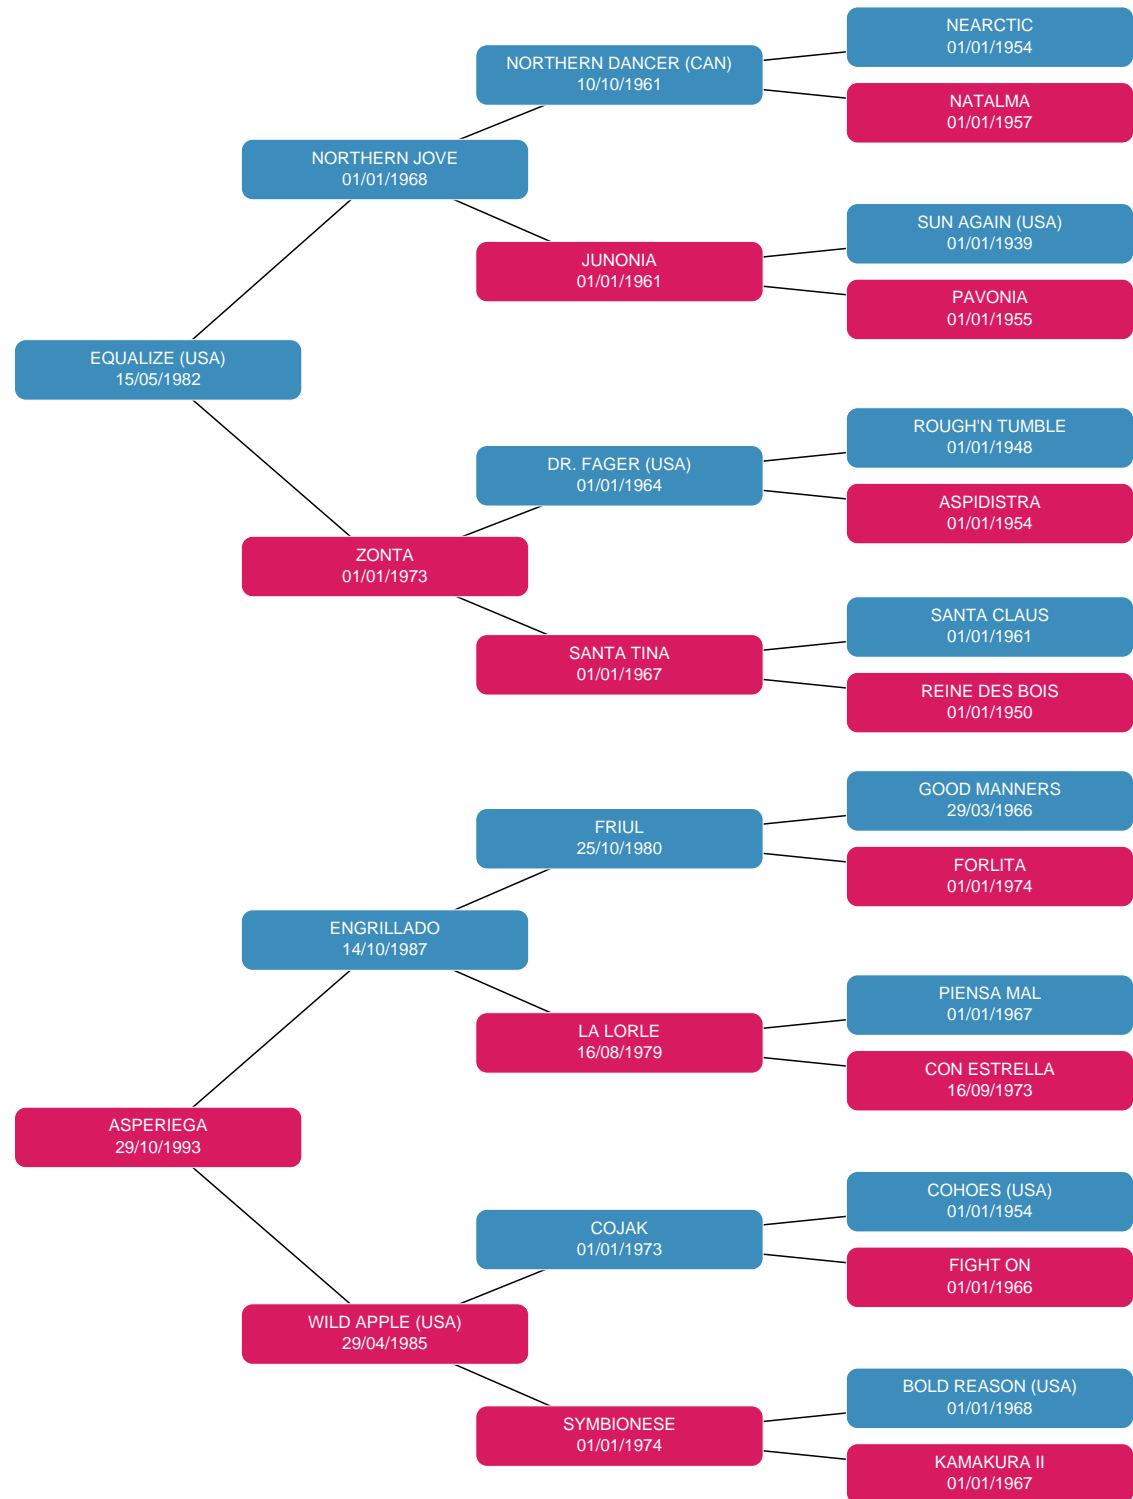 NEARCTIC
01/01/1954
NORTHERN DANCER (CAN)
10/10/1961
NATALMA
01/01/1957
NORTHERN JOVE
01/01/1968
SUN AGAIN (USA)
01/01/1939
JUNONIA
01/01/1961
PAVONIA
01/01/1955
EQUALIZE (USA)
15/05/1982
ROUGH'N TUMBLE
01/01/1948
DR. FAGER (USA)
01/01/1964
ASPIDISTRA
01/01/1954
ZONTA
01/01/1973
SANTA CLAUS
01/01/1961
SANTA TINA
01/01/1967
REINE DES BOIS
01/01/1950
GOOD MANNERS
29/03/1966
FRIUL
25/10/1980
FORLITA
01/01/1974
ENGRILLADO
14/10/1987
PIENSA MAL
01/01/1967
LA LORLE
16/08/1979
CON ESTRELLA
16/09/1973
ASPERIEGA
29/10/1993
COHOES (USA)
01/01/1954
COJAK
01/01/1973
FIGHT ON
01/01/1966
WILD APPLE (USA)
29/04/1985
BOLD REASON (USA)
01/01/1968
SYMBIONESE
01/01/1974
KAMAKURA II
01/01/1967